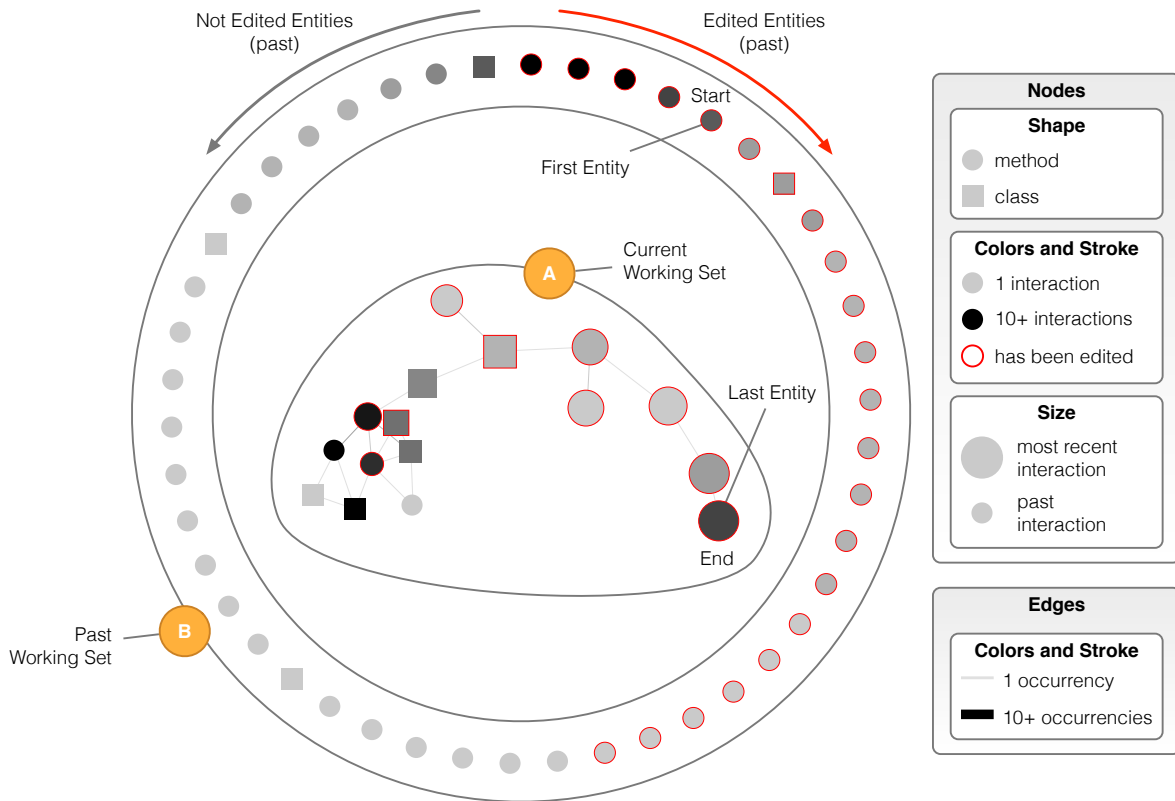 Not Edited Entities
(past)
Edited Entities
(past)
Start
First Entity
A
Current
Working Set
Last Entity
End
B
Past
Working Set
Nodes
Shape
method
class
Colors and Stroke
1 interaction
10+ interactions
has been edited
Size
most recent
interaction
past
interaction
Edges
Colors and Stroke
1 occurrency
10+ occurrencies